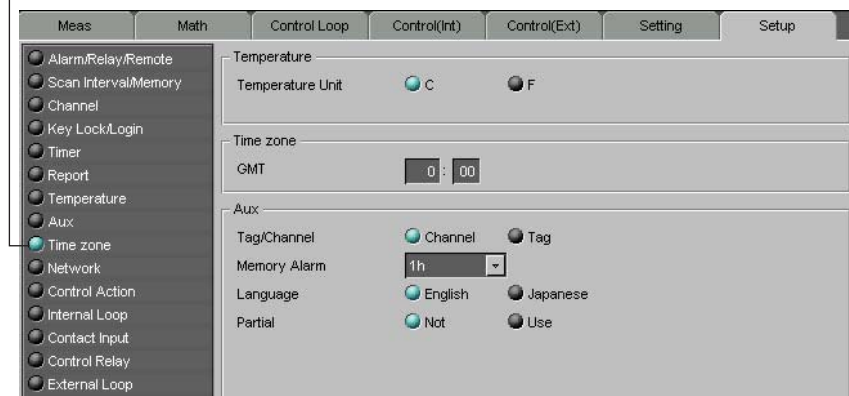 Meas Math Control Loop Control(Int) Control(Ext) Setting Setup
Alarm/Relay/Remote
Scan Interval/Memory
Channel
Key Lock/Login
Timer
Report
Temperature
Aux
Time zone
Network
Control Action
Internal Loop
Contact Input
Control Relay
External Loop
Temperature
Temperature Unit C F
Time zone
GMT 0 : 00
Aux
Tag/Channel Channel Tag
Memory Alarm 1h
Language English Japanese
Partial Not Use